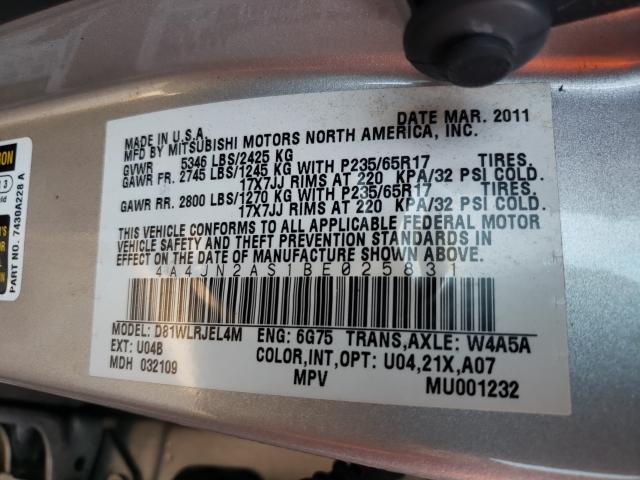 DATE MAR. 2011
MADE IN U.S.A.
MFD BY MITSUBISHI MOTORS NORTH AMERICA, INC.
GVWR 5346 LBS/2425 KG
GAWR FR. 2745 LBS/1245 KG WITH P235/65R17 TIRES.
17X7JJ RIMS AT 220 KPA/32 PSI COLD.
GAWR RR. 2800 LBS/1270 KG WITH P235/65R17 TIRES.
17X7JJ RIMS AT 220 KPA/32 PSI COLD.
THIS VEHICLE CONFORMS TO ALL APPLICABLE FEDERAL MOTOR
VEHICLE SAFETY AND THEFT PREVENTION STANDARDS IN
EFFECT ON THE DATE OF MANUFACTURE SHOWN ABOVE.
4A4JN2AS1BE025831
MODEL: D81WLRJEL4M ENG: 6G75 TRANS,AXLE: W4A5A
EXT: U04B COLOR,INT,OPT: U04,21X,A07
MDH 032109 MPV MU001232
PART NO. 7430A228 A